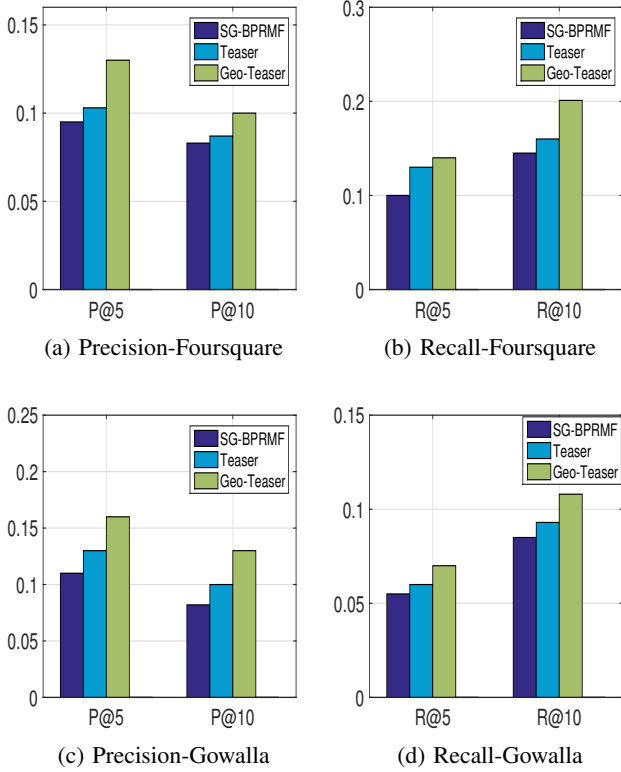 0.15
0.1
0.05
0
SG-BPRMF
Teaser
Geo-Teaser
P@5 P@10
(a) Precision-Foursquare
0.3
0.2
0.1
0
SG-BPRMF
Teaser
Geo-Teaser
R@5 R@10
(b) Recall-Foursquare
0.25
0.2
0.15
0.1
0.05
0
SG-BPRMF
Teaser
Geo-Teaser
P@5 P@10
(c) Precision-Gowalla
0.15
0.1
0.05
0
SG-BPRMF
Teaser
Geo-Teaser
R@5 R@10
(d) Recall-Gowalla